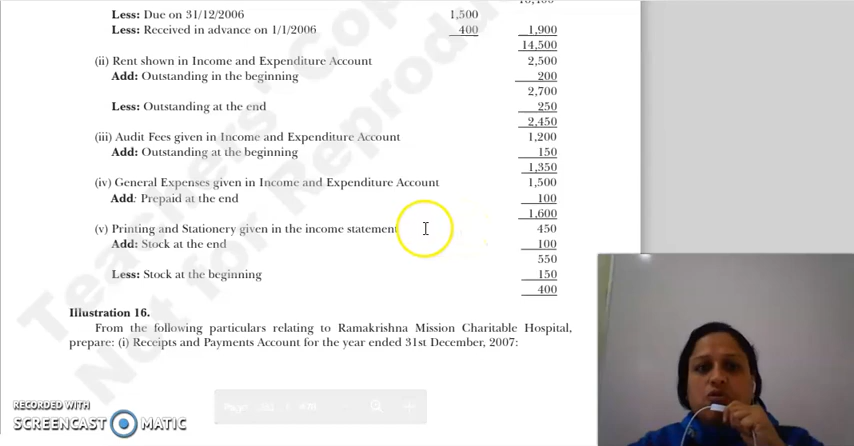 Less: Due on 31/12/2006 1,500
Less: Received in advance on 1/1/2006 400 1,900
14,500
(ii) Rent shown in Income and Expenditure Account 2,500
Add: Outstanding in the beginning 200
2,700
Less: Outstanding at the end 250
2,450
(iii) Audit Fees given in Income and Expenditure Account 1,200
Add: Outstanding at the beginning 150
1,350
(iv) General Expenses given in Income and Expenditure Account 1,500
Add: Prepaid at the end 100
1,600
(v) Printing and Stationery given in the income statement 450
Add: Stock at the end 100
550
Less: Stock at the beginning 150
400
Illustration 16.
From the following particulars relating to Ramakrishna Mission Charitable Hospital,
prepare: (i) Receipts and Payments Account for the year ended 31st December, 2007:
Teachers' Copy
Not for Reproduc
Page
RECORDED WITH
SCREENCAST MATIC